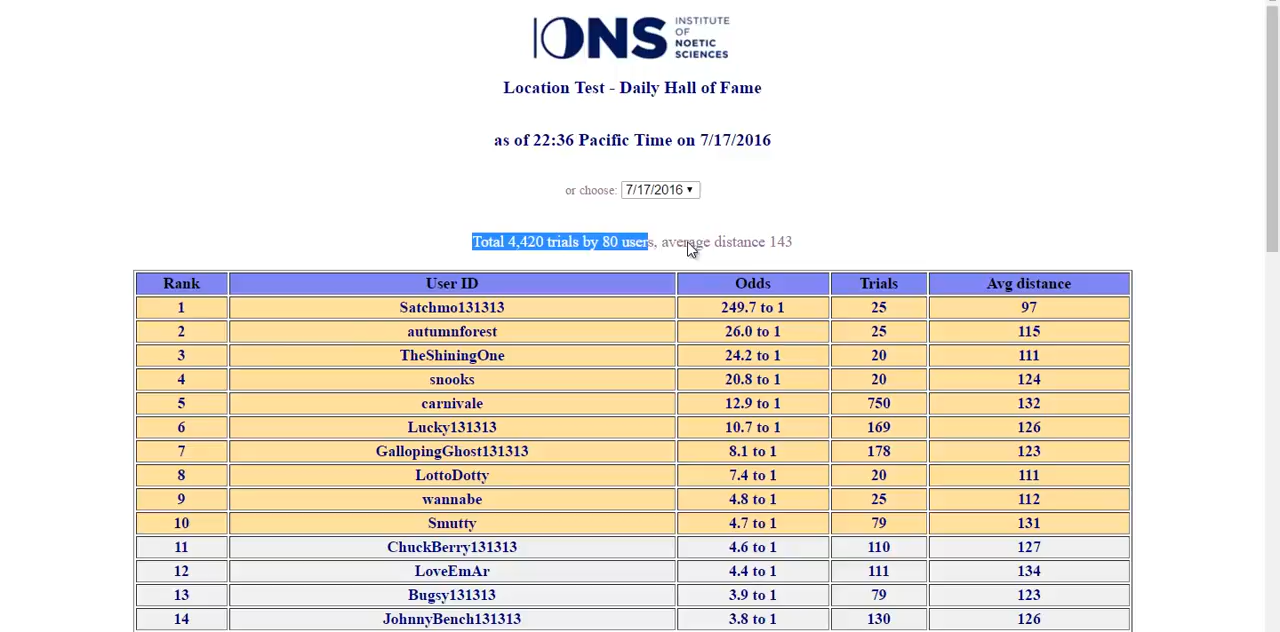 IONS INSTITUTE OF NOETIC SCIENCES
Location Test - Daily Hall of Fame
as of 22:36 Pacific Time on 7/17/2016
or choose: 7/17/2016 ▾
Total 4,420 trials by 80 users, average distance 143
Rank User ID Odds Trials Avg distance
1 Satchmo131313 249.7 to 1 25 97
2 autumnforest 26.0 to 1 25 115
3 TheShiningOne 24.2 to 1 20 111
4 snooks 20.8 to 1 20 124
5 carnivale 12.9 to 1 750 132
6 Lucky131313 10.7 to 1 169 126
7 GallopingGhost131313 8.1 to 1 178 123
8 LottoDotty 7.4 to 1 20 111
9 wannabe 4.8 to 1 25 112
10 Smutty 4.7 to 1 79 131
11 ChuckBerry131313 4.6 to 1 110 127
12 LoveEmAr 4.4 to 1 111 134
13 Bugsy131313 3.9 to 1 79 123
14 JohnnyBench131313 3.8 to 1 130 126